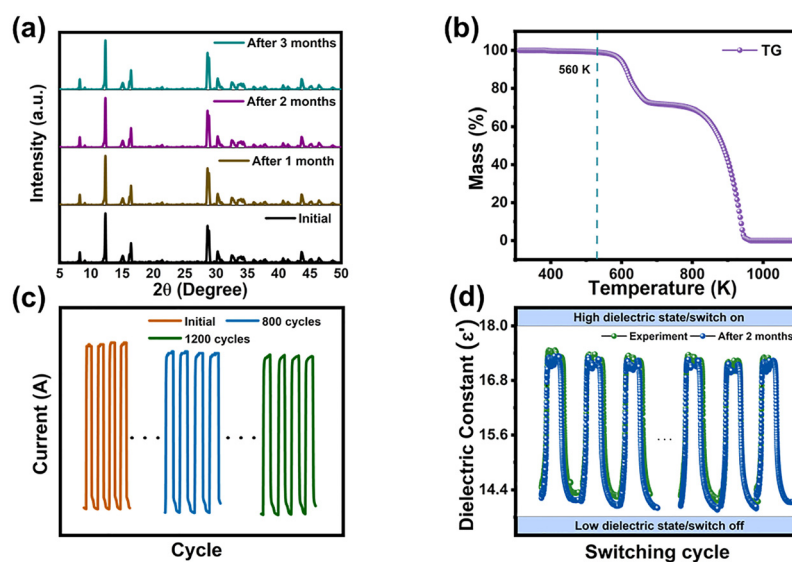 (a)
After 3 months
After 2 months
After 1 month
Initial
Intensity (a.u.)
5 10 15 20 25 30 35 40 45 50
2θ (Degree)
(b)
TG
560 K
100
80
60
40
20
0
Mass (%)
400 600 800 1000
Temperature (K)
(c)
Initial
800 cycles
1200 cycles
Current (A)
Cycle
(d)
High dielectric state/switch on
Experiment
After 2 months
18.0
16.8
15.6
14.4
Dielectric Constant (ε')
Low dielectric state/switch off
Switching cycle